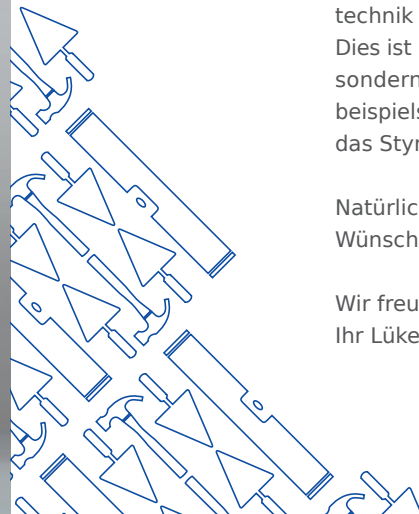 technik
Dies ist
sondern
beispiels
das Styr
Natürlic
Wünsch
Wir freu
Ihr Lüke